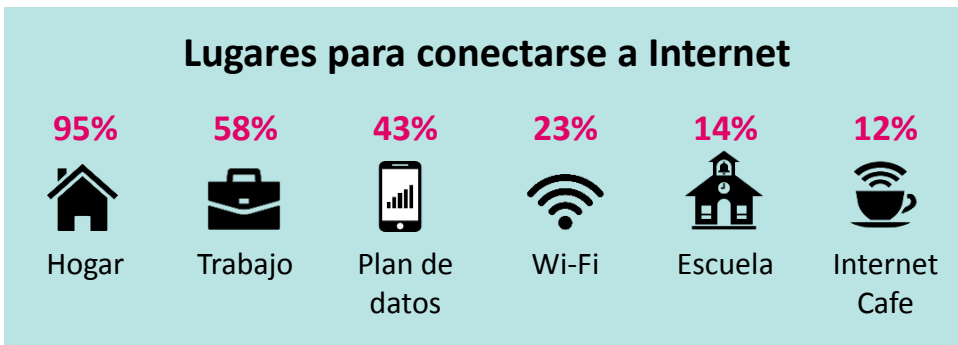 Lugares para conectarse a Internet
95% 58% 43% 23% 14% 12%
Hogar Trabajo Plan de Wi-Fi Escuela Internet
datos Cafe